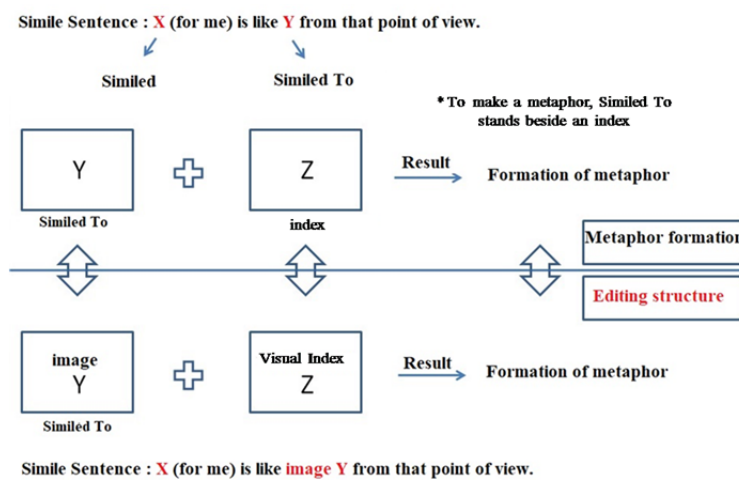 Simile Sentence : X (for me) is like Y from that point of view.
Similed
Similed To
* To make a metaphor, Similed To
stands beside an index
Y
Z
Result
Formation of metaphor
Similed To
index
Metaphor formation
Editing structure
image
Y
Visual Index
Z
Result
Formation of metaphor
Similed To
Simile Sentence : X (for me) is like image Y from that point of view.